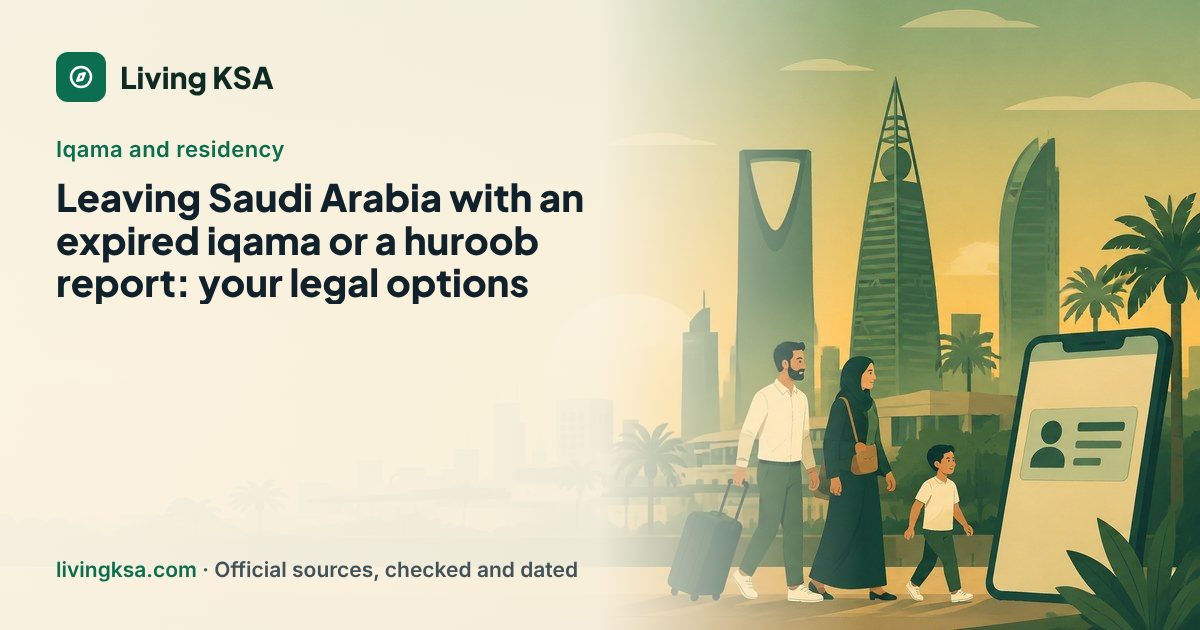 Living KSA
Iqama and residency
Leaving Saudi Arabia with an
expired iqama or a huroob
report: your legal options
livingksa.com · Official sources, checked and dated